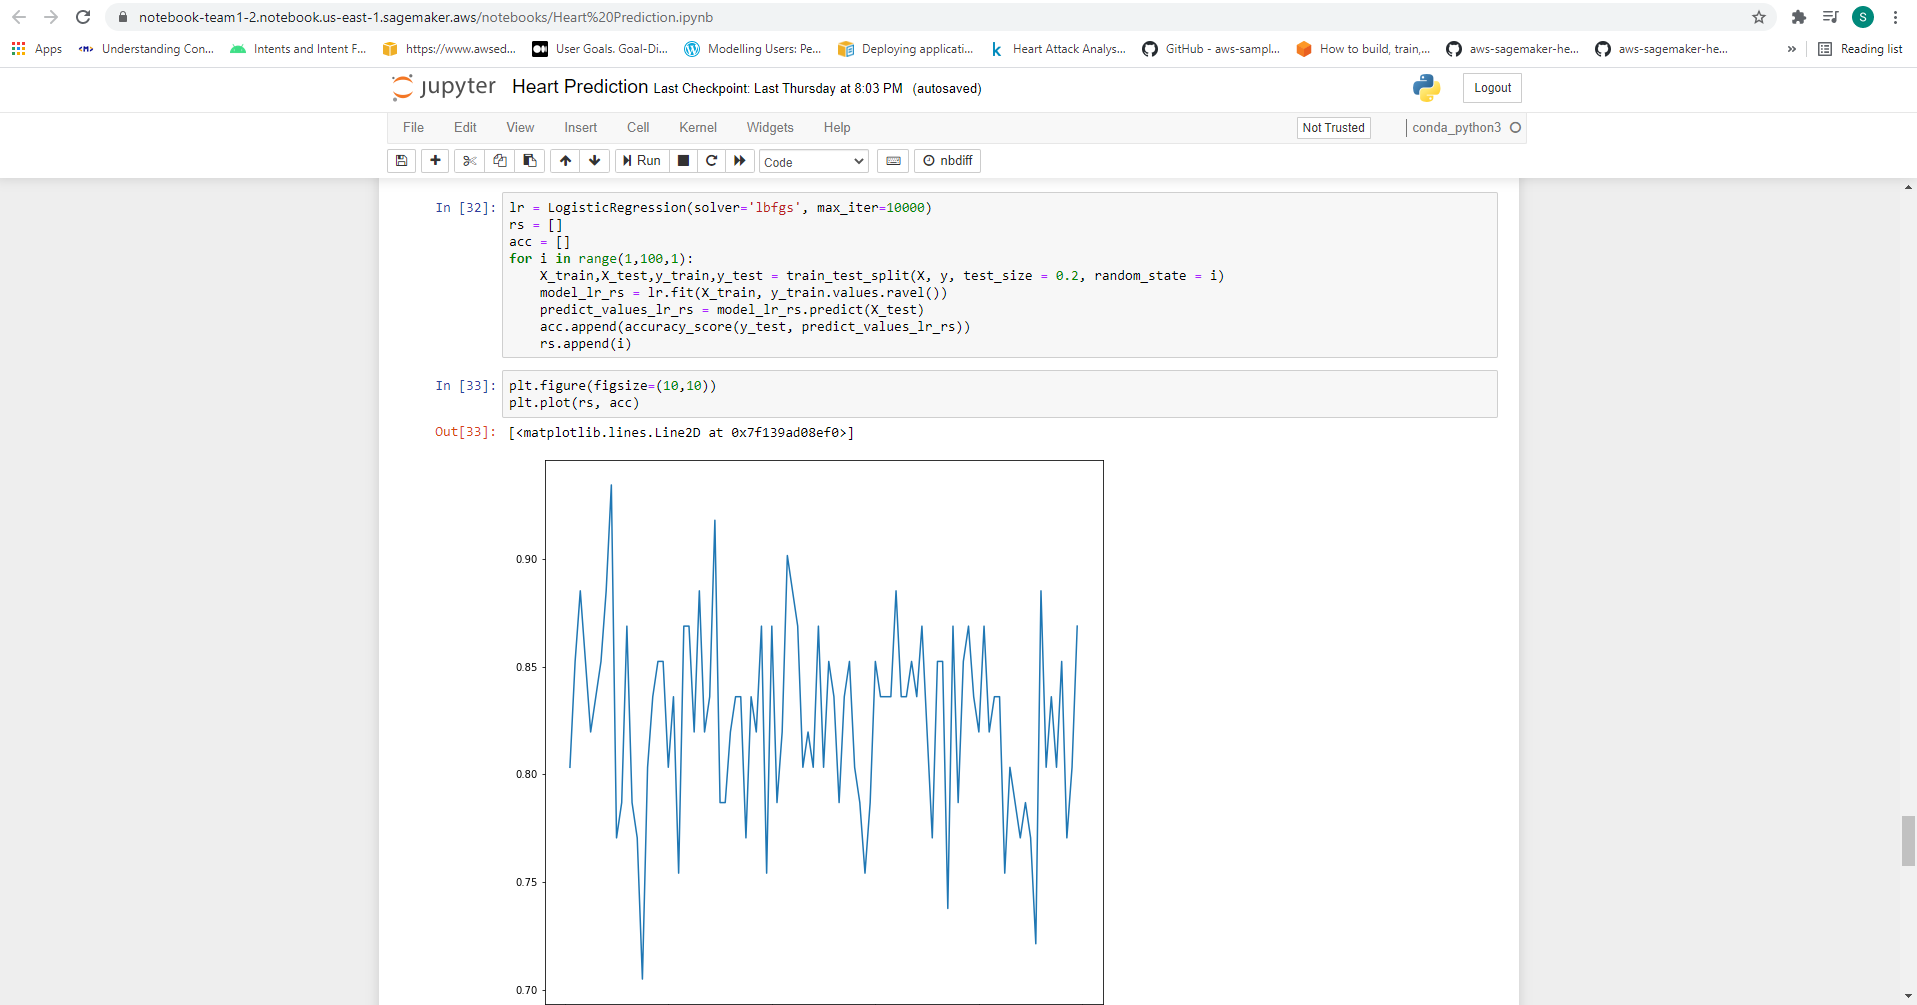 notebook-team1-2.notebook.us-east-1.sagemaker.aws/notebooks/Heart%20Prediction.ipynb
S
Apps <M> Understanding Con... Intents and Intent F... https://www.awsed... User Goals. Goal-Di... Modelling Users: Pe... Deploying applicati... k Heart Attack Analys... GitHub - aws-sampl... How to build, train,... aws-sagemaker-he... aws-sagemaker-he... » Reading list
jupyter Heart Prediction Last Checkpoint: Last Thursday at 8:03 PM (autosaved) Logout
File Edit View Insert Cell Kernel Widgets Help Not Trusted conda_python3
Run Code nbdiff
In [32]: lr = LogisticRegression(solver='lbfgs', max_iter=10000)
rs = []
acc = []
for i in range(1,100,1):
X_train,X_test,y_train,y_test = train_test_split(X, y, test_size = 0.2, random_state = i)
model_lr_rs = lr.fit(X_train, y_train.values.ravel())
predict_values_lr_rs = model_lr_rs.predict(X_test)
acc.append(accuracy_score(y_test, predict_values_lr_rs))
rs.append(i)
In [33]: plt.figure(figsize=(10,10))
plt.plot(rs, acc)
Out[33]: [<matplotlib.lines.Line2D at 0x7f139ad08ef0>]
0.90
0.85
0.80
0.75
0.70